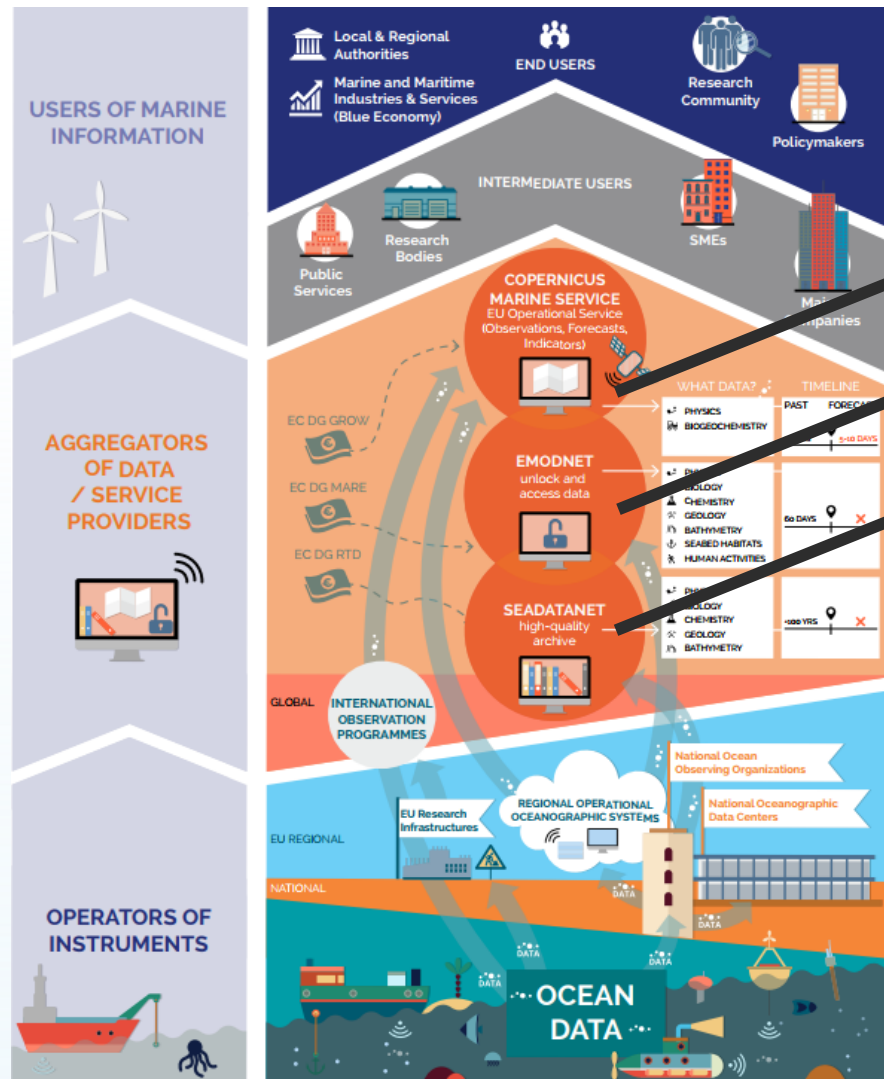 USERS OF MARINE
INFORMATION
AGGREGATORS
OF DATA
/ SERVICE
PROVIDERS
OPERATORS OF
INSTRUMENTS
Local & Regional
Authorities
Marine and Maritime
Industries & Services
(Blue Economy)
END USERS
Research
Community
Policymakers
INTERMEDIATE USERS
Public
Services
Research
Bodies
SMEs
COPERNICUS
MARINE SERVICE
EU Operational Service
(Observations, Forecasts,
Indicators)
EC DG GROW
EC DG MARE
EC DG RTD
EMODNET
unlock and
access data
SEADATANET
high-quality
archive
WHAT DATA?
TIMELINE
PHYSICS
BIOGEOCHEMISTRY
PAST
5-10 DAYS
CHEMISTRY
GEOLOGY
BATHYMETRY
SEABED HABITATS
HUMAN ACTIVITIES
60 DAYS
CHEMISTRY
GEOLOGY
BATHYMETRY
GLOBAL
INTERNATIONAL
OBSERVATION
PROGRAMMES
National Ocean
Observing Organizations
EU Research
Infrastructures
REGIONAL OPERATIONAL
OCEANOGRAPHIC SYSTEMS
National Oceanographic
Data Centers
EU REGIONAL
NATIONAL
DATA
DATA
DATA
DATA
DATA
DATA
OCEAN
DATA